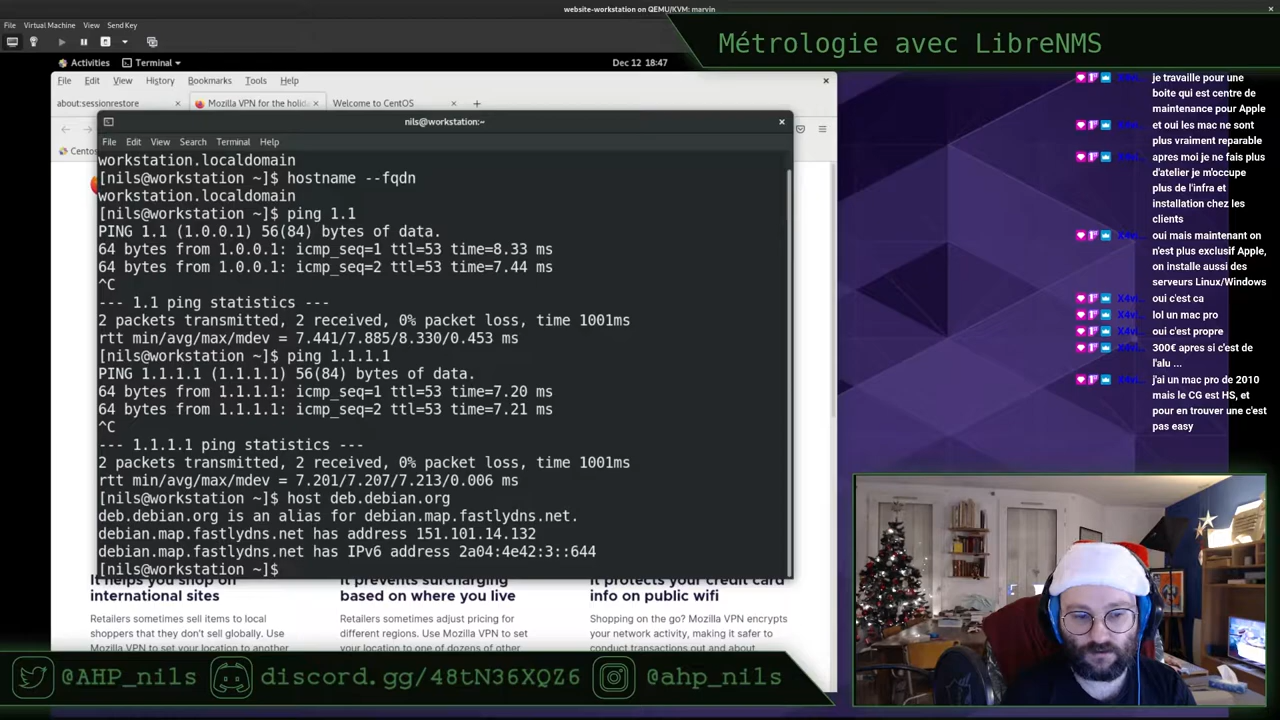 website-workstation on QEMU/KVM: marvin
File Virtual Machine View Send Key
Métrologie avec LibreNMS
Activities Terminal Dec 12 18:47
File Edit View History Bookmarks Tools Help
about:sessionrestore Mozilla VPN for the holid Welcome to CentOS
Centos
nils@workstation:~
File Edit View Search Terminal Help
workstation.localdomain
[nils@workstation ~]$ hostname --fqdn
workstation.localdomain
[nils@workstation ~]$ ping 1.1
PING 1.1 (1.0.0.1) 56(84) bytes of data.
64 bytes from 1.0.0.1: icmp_seq=1 ttl=53 time=8.33 ms
64 bytes from 1.0.0.1: icmp_seq=2 ttl=53 time=7.44 ms
^C
--- 1.1 ping statistics ---
2 packets transmitted, 2 received, 0% packet loss, time 1001ms
rtt min/avg/max/mdev = 7.441/7.885/8.330/0.453 ms
[nils@workstation ~]$ ping 1.1.1.1
PING 1.1.1.1 (1.1.1.1) 56(84) bytes of data.
64 bytes from 1.1.1.1: icmp_seq=1 ttl=53 time=7.20 ms
64 bytes from 1.1.1.1: icmp_seq=2 ttl=53 time=7.21 ms
^C
--- 1.1.1.1 ping statistics ---
2 packets transmitted, 2 received, 0% packet loss, time 1001ms
rtt min/avg/max/mdev = 7.201/7.207/7.213/0.006 ms
[nils@workstation ~]$ host deb.debian.org
deb.debian.org is an alias for debian.map.fastlydns.net.
debian.map.fastlydns.net has address 151.101.14.132
debian.map.fastlydns.net has IPv6 address 2a04:4e42:3::644
[nils@workstation ~]$
It helps you shop on
international sites
Retailers sometimes sell items to local
shoppers that they don't sell globally. Use
Mozilla VPN to set your location to another
It prevents surcharging
based on where you live
Retailers sometimes adjust pricing for
different regions. Use Mozilla VPN to set
your location to one of dozens of other
It protects your credit card
info on public wifi
Shopping on the go? Mozilla VPN encrypts
your network activity, making it safer to
conduct transactions out and about
je travaille pour une
boite qui est centre de
maintenance pour Apple
et oui les mac ne sont
plus vraiment reparable
apres moi je ne fais plus
d'atelier je m'occupe
plus de l'infra et
installation chez les
clients
oui mais maintenant on
n'est plus exclusif Apple,
on installe aussi des
serveurs Linux/Windows
X4vi... oui c'est ca
X4vi... lol un mac pro
X4vi... oui c'est propre
X4vi... 300€ apres si c'est de
l'alu ...
X4vi... j'ai un mac pro de 2010
mais le CG est HS, et
pour en trouver une c'est
pas easy
@AHP_nils discord.gg/48tN36XQZ6 @ahp_nils